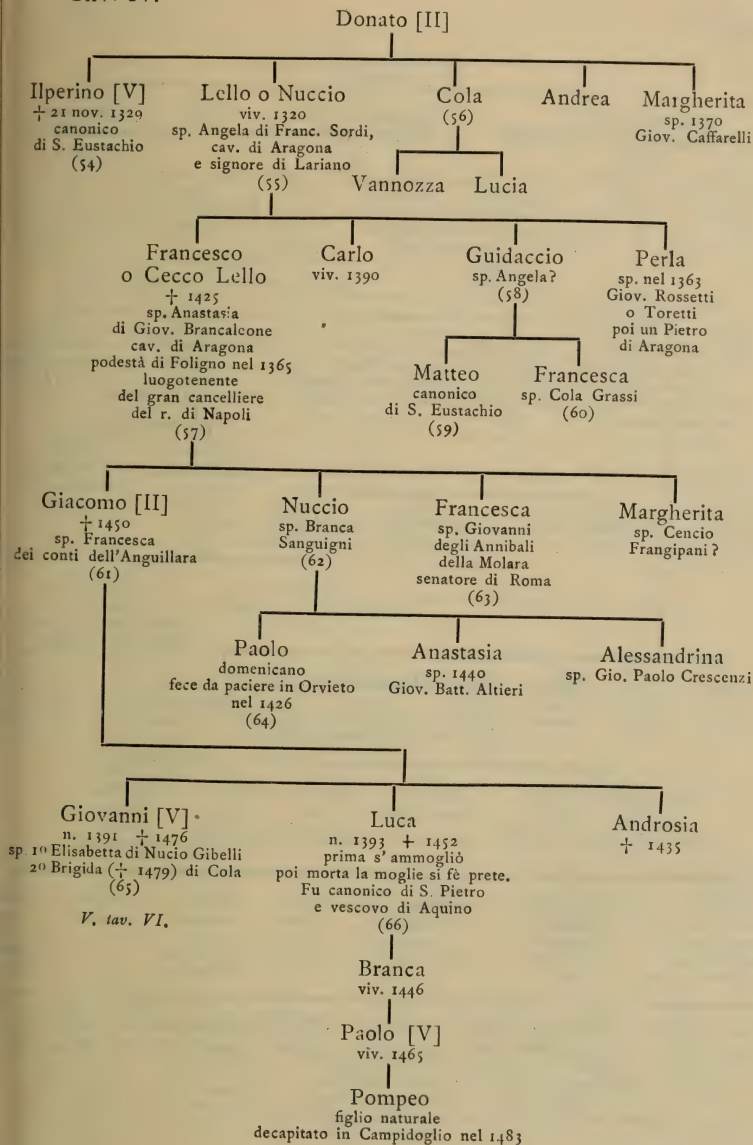 Donato [II]
Ilperino [V]
† 21 nov. 1329
canonico
di S. Eustachio
(54)
Lello o Nuccio
viv. 1320
sp. Angela di Franc. Sordi,
cav. di Aragona
e signore di Lariano
(55)
Cola
(56)
Andrea
Margherita
sp. 1370
Giov. Caffarelli
Vannozza
Lucia
Francesco
o Cecco Lello
† 1425
sp. Anastasia
di Giov. Brancaleone
cav. di Aragona
podestà di Foligno nel 1365
luogotenente
del gran cancelliere
del r. di Napoli
(57)
Carlo
viv. 1390
Guidaccio
sp. Angela?
(58)
Perla
sp. nel 1363
Giov. Rossetti
o Toretti
poi un Pietro
di Aragona
Matteo
canonico
di S. Eustachio
(59)
Francesca
sp. Cola Grassi
(60)
Giacomo [II]
† 1450
sp. Francesca
dei conti dell'Anguillara
(61)
Nuccio
sp. Branca
Sanguigni
(62)
Francesca
sp. Giovanni
degli Annibali
della Molara
senatore di Roma
(63)
Margherita
sp. Cencio
Frangipani ?
Paolo
domenicano
fece da paciere in Orvieto
nel 1426
(64)
Anastasia
sp. 1440
Giov. Batt. Altieri
Alessandrina
sp. Gio. Paolo Crescenzi
Giovanni [V]
n. 1391 † 1476
sp. 1º Elisabetta di Nucio Gibelli
2º Brigida († 1479) di Cola
(65)
V. tav. VI.
Luca
n. 1393 † 1452
prima s'ammogliò
poi morta la moglie si fè prete.
Fu canonico di S. Pietro
e vescovo di Aquino
(66)
Androsia
† 1435
Branca
viv. 1446
Paolo [V]
viv. 1465
Pompeo
figlio naturale
decapitato in Campidoglio nel 1483